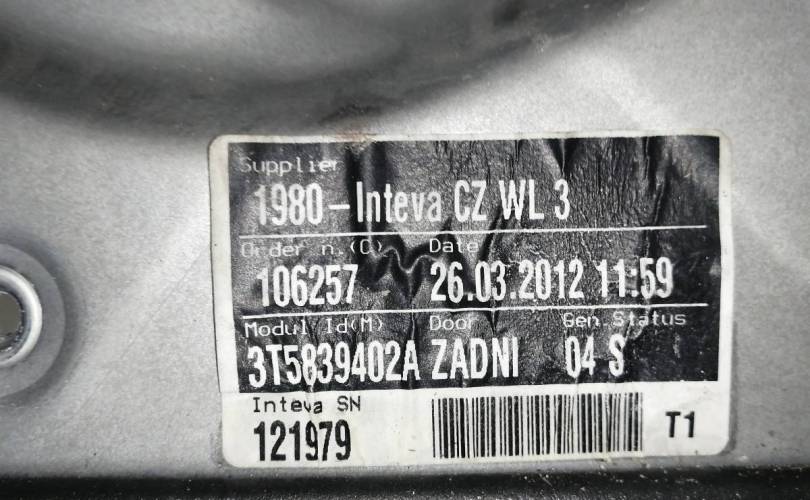 Supplier
1980-Inteva CZ WL 3
Order n.(C) Date
106257 26.03.2012 11:59
Modul Id(M) Door Gen.Status
3T5839402A ZADNI 04 S
Inteva SN
121979 T1